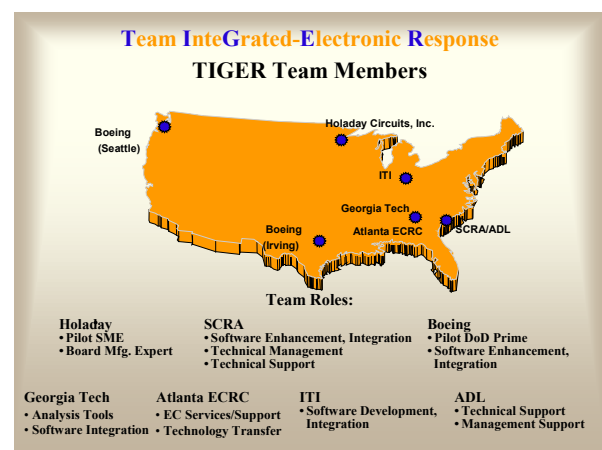 Team InteGrated-Electronic Response
TIGER Team Members
Holaday Circuits, Inc.
Boeing
(Seattle)
ITI
Georgia Tech
Atlanta ECRC
SCRA/ADL
Boeing
(Irving)
Team Roles:
Holaday
• Pilot SME
• Board Mfg. Expert
SCRA
• Software Enhancement, Integration
• Technical Management
• Technical Support
Boeing
• Pilot DoD Prime
• Software Enhancement,
Integration
Georgia Tech
• Analysis Tools
• Software Integration
Atlanta ECRC
• EC Services/Support
• Technology Transfer
ITI
• Software Development,
Integration
ADL
• Technical Support
• Management Support